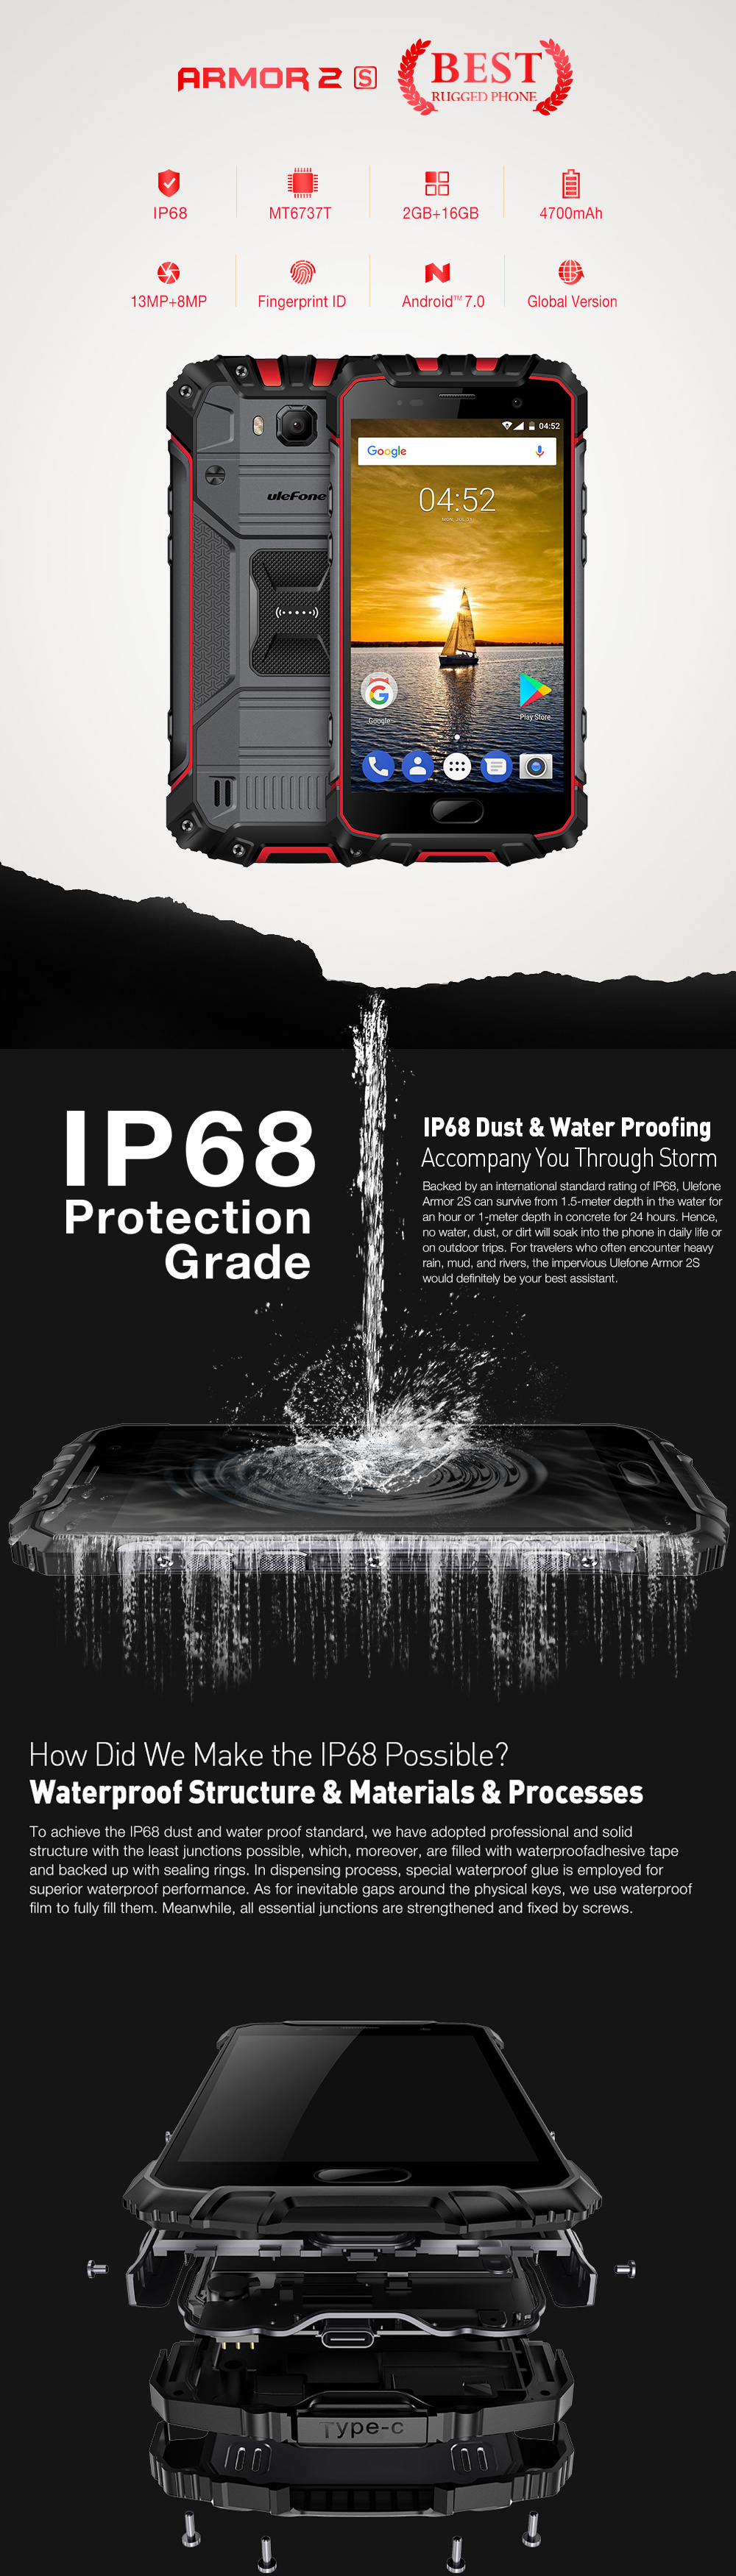 ARMOR 2 S
BEST
RUGGED PHONE
IP68
MT6737T
2GB+16GB
4700mAh
13MP+8MP
Fingerprint ID
Android™ 7.0
Global Version
uleFone
04:52
Google
04:52
MON, JUL 31
Google
Play Store
IP68
Protection
Grade
IP68 Dust & Water Proofing
Accompany You Through Storm
Backed by an international standard rating of IP68, Ulefone
Armor 2S can survive from 1.5-meter depth in the water for
an hour or 1-meter depth in concrete for 24 hours. Hence,
no water, dust, or dirt will soak into the phone in daily life or
on outdoor trips. For travelers who often encounter heavy
rain, mud, and rivers, the impervious Ulefone Armor 2S
would definitely be your best assistant.
How Did We Make the IP68 Possible?
Waterproof Structure & Materials & Processes
To achieve the IP68 dust and water proof standard, we have adopted professional and solid
structure with the least junctions possible, which, moreover, are filled with waterproofadhesive tape
and backed up with sealing rings. In dispensing process, special waterproof glue is employed for
superior waterproof performance. As for inevitable gaps around the physical keys, we use waterproof
film to fully fill them. Meanwhile, all essential junctions are strengthened and fixed by screws.
Type-c